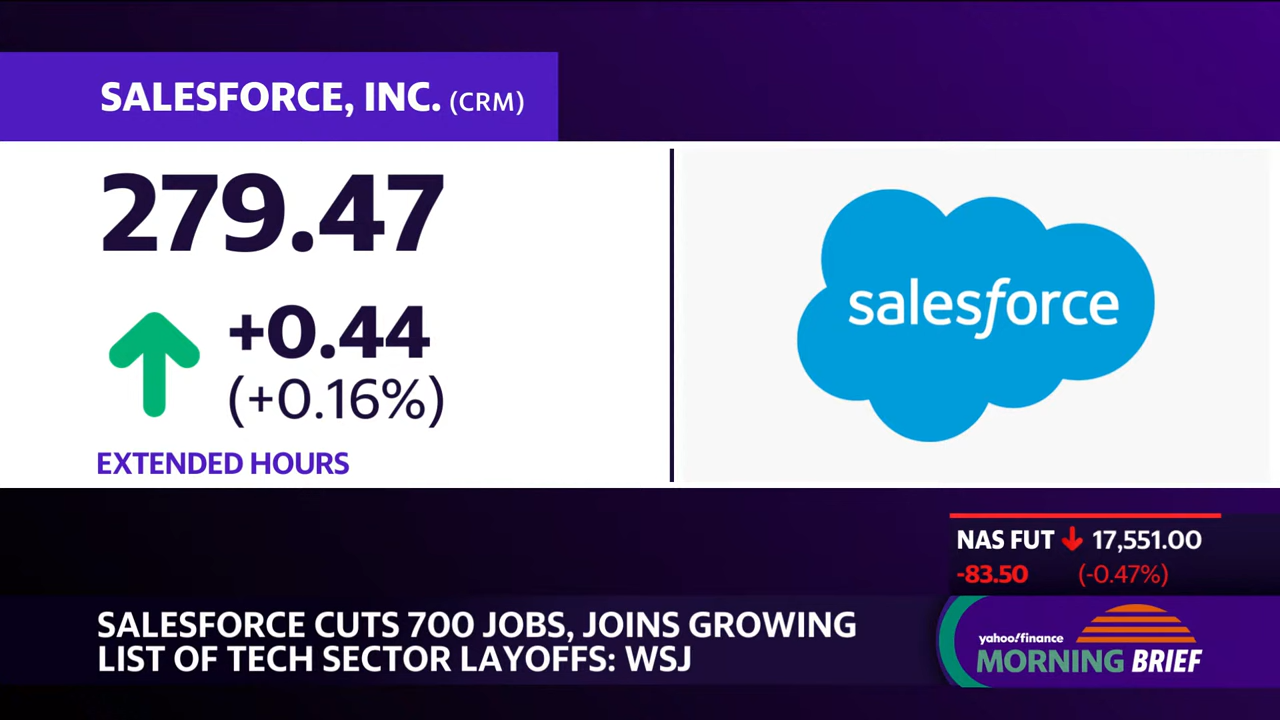 SALESFORCE, INC. (CRM)
279.47
+0.44
(+0.16%)
EXTENDED HOURS
salesforce
NAS FUT 17,551.00
-83.50 (-0.47%)
SALESFORCE CUTS 700 JOBS, JOINS GROWING
LIST OF TECH SECTOR LAYOFFS: WSJ
yahoo!finance
MORNING BRIEF